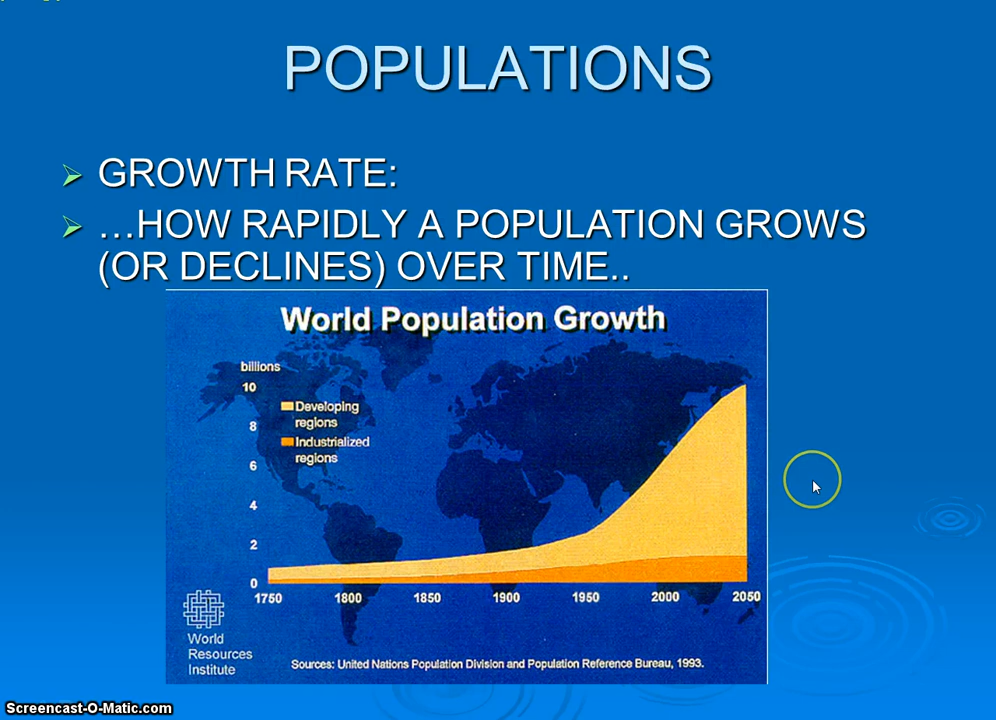 POPULATIONS
GROWTH RATE:
…HOW RAPIDLY A POPULATION GROWS
(OR DECLINES) OVER TIME..
World Population Growth
billions
10
8
6
4
2
0
Developing
regions
Industrialized
regions
1750 1800 1850 1900 1950 2000 2050
World
Resources
Institute
Sources: United Nations Population Division and Population Reference Bureau, 1993.
Screencast-O-Matic.com